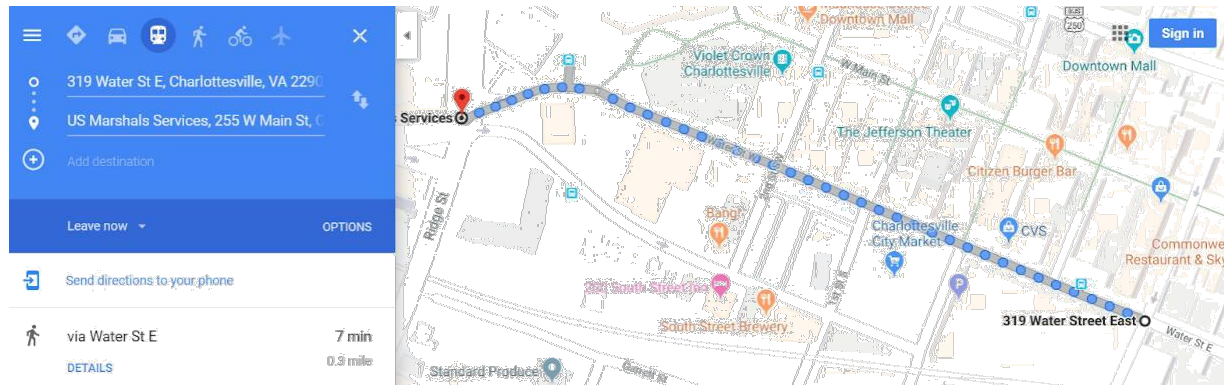 319 Water St E, Charlottesville, VA 2290
US Marshals Services, 255 W Main St, C
Add destination
Leave now
OPTIONS
Send directions to your phone
via Water St E
7 min
0.3 mile
DETAILS
Downtown Mall
250
Sign in
Violet Crown
Charlottesville
W Main St
Downtown Mall
s Services
The Jefferson Theater
Citizen Burger Bar
Ridge St
Bang!
Charlottesville
City Market
CVS
Commonwe
Restaurant & Sky
South Street Brewery
319 Water Street East
Water St E
Standard Produce
Garrett St